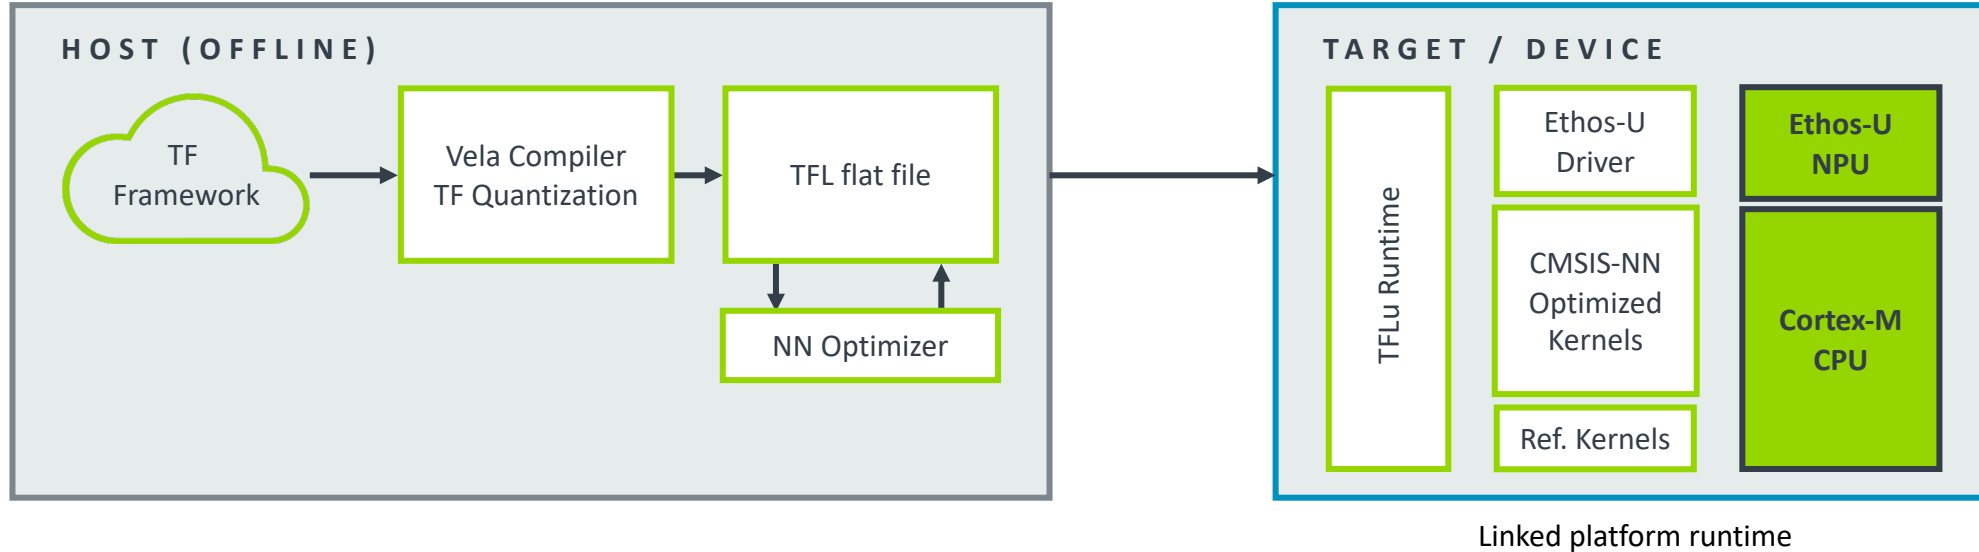 HOST (OFFLINE)
TF
Framework
Vela Compiler
TF Quantization
TFL flat file
NN Optimizer
TARGET / DEVICE
TFLu Runtime
Ethos-U
Driver
CMSIS-NN
Optimized
Kernels
Ref. Kernels
Ethos-U
NPU
Cortex-M
CPU
Linked platform runtime